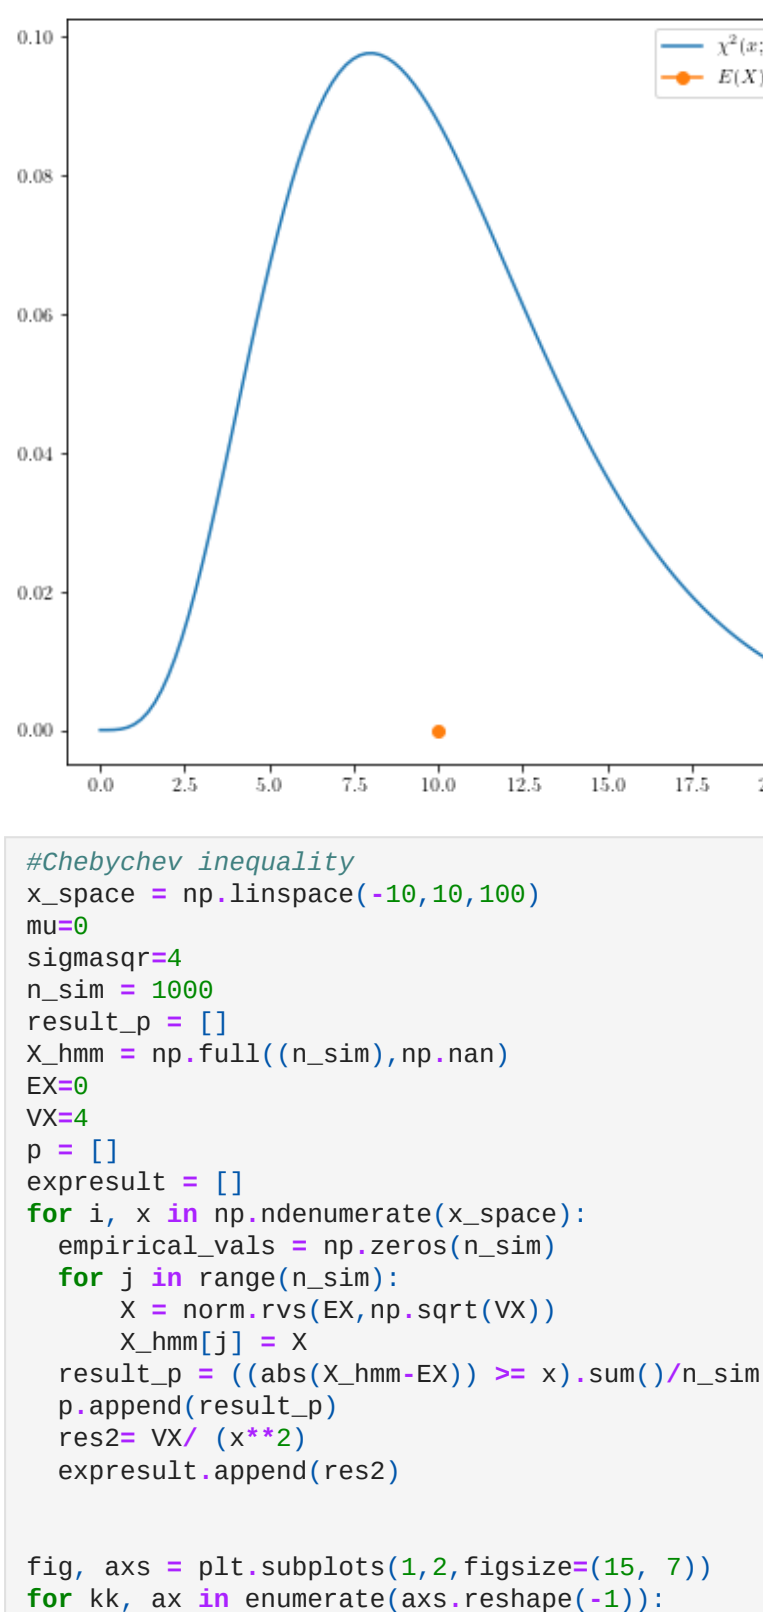 0.10
χ²(x;
E(X)
0.08
0.06
0.04
0.02
0.00
0.0 2.5 5.0 7.5 10.0 12.5 15.0 17.5 2
#Chebychev inequality
x_space = np.linspace(-10,10,100)
mu=0
sigmasqr=4
n_sim = 1000
result_p = []
X_hmm = np.full((n_sim),np.nan)
EX=0
VX=4
p = []
expresult = []
for i, x in np.ndenumerate(x_space):
  empirical_vals = np.zeros(n_sim)
  for j in range(n_sim):
      X = norm.rvs(EX,np.sqrt(VX))
      X_hmm[j] = X
  result_p = ((abs(X_hmm-EX)) >= x).sum()/n_sim
  p.append(result_p)
  res2= VX/ (x**2)
  expresult.append(res2)
fig, axs = plt.subplots(1,2,figsize=(15, 7))
for kk, ax in enumerate(axs.reshape(-1)):